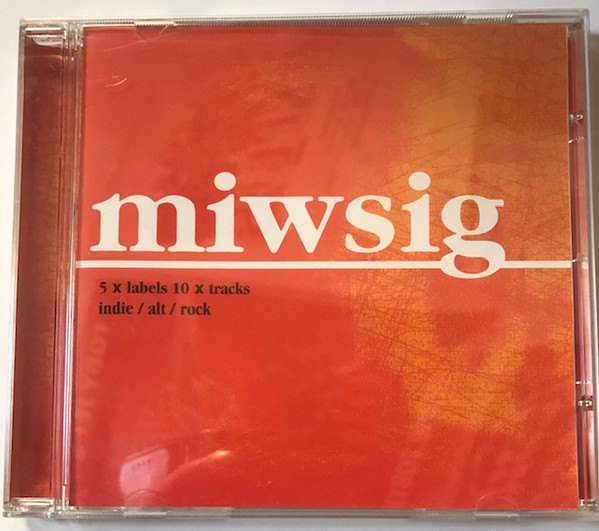 miwsig
5 x labels 10 x tracks
indie / alt / rock